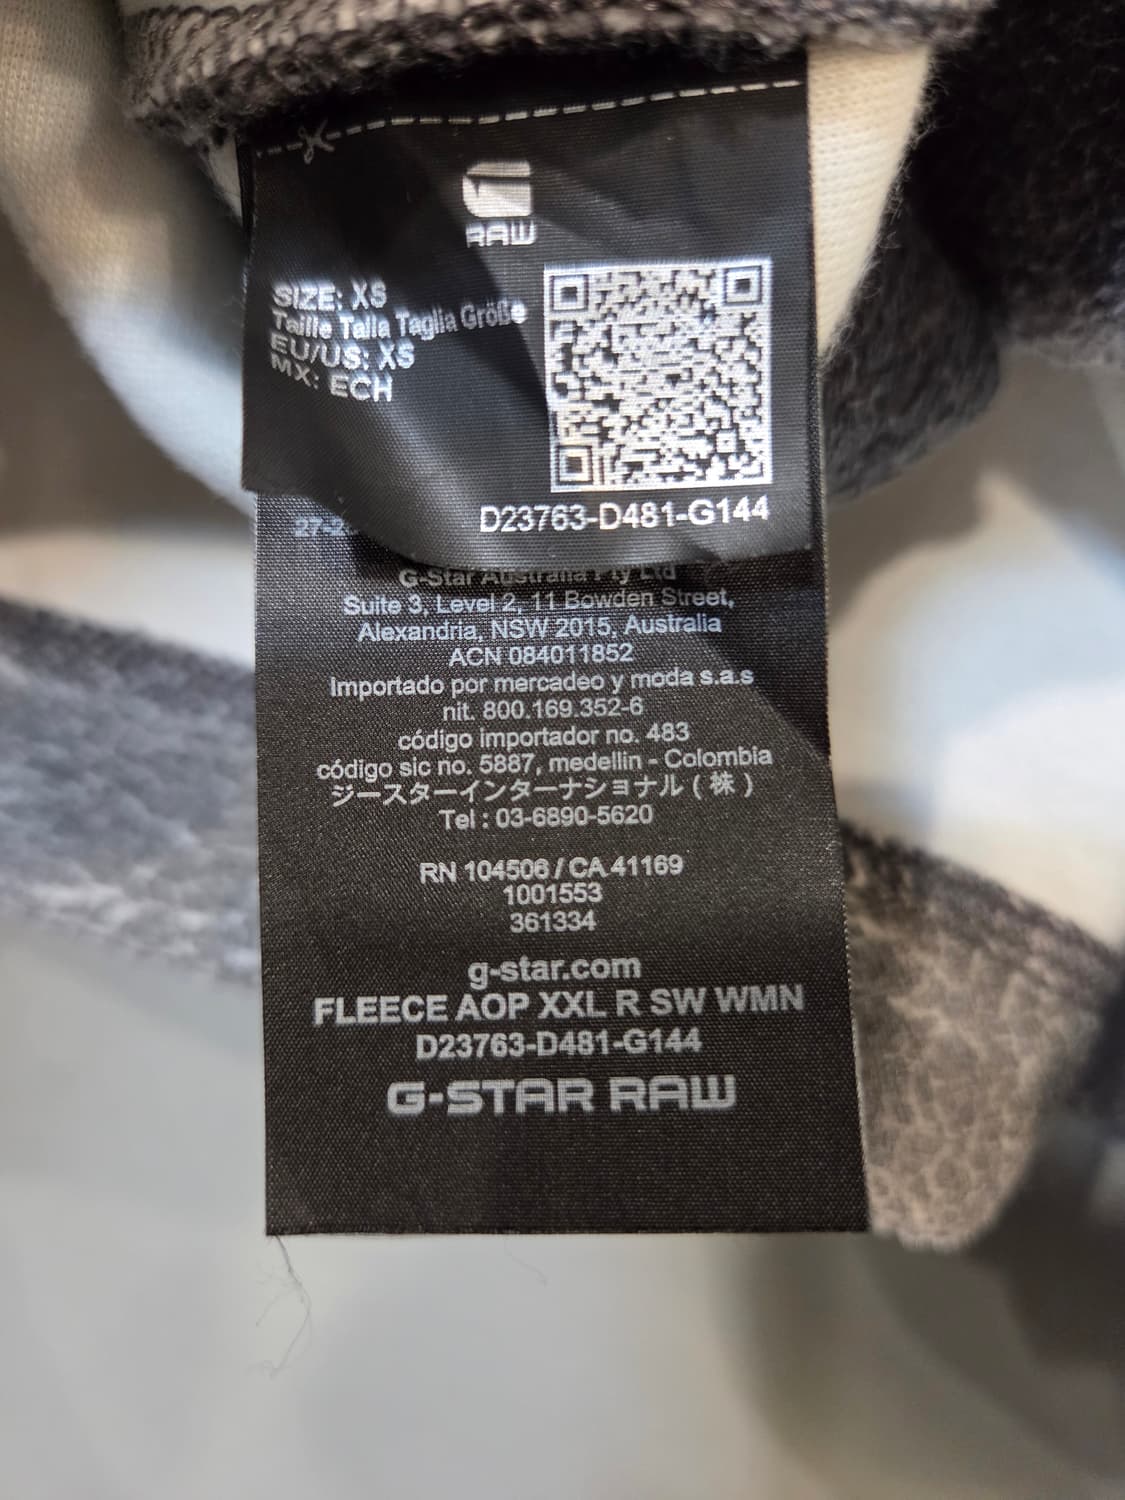 RAW
SIZE: XS
Taille Talla Taglia Größe
EU/US: XS
MX: ECH
D23763-D481-G144
G-Star Australia Pty Ltd
Suite 3, Level 2, 11 Bowden Street,
Alexandria, NSW 2015, Australia
ACN 084011852
Importado por mercadeo y moda s.a.s
nit. 800.169.352-6
código importador no. 483
código sic no. 5887, medellin - Colombia
ジースターインターナショナル(株)
Tel : 03-6890-5620
RN 104506 / CA 41169
1001553
361334
g-star.com
FLEECE AOP XXL R SW WMN
D23763-D481-G144
G-STAR RAW